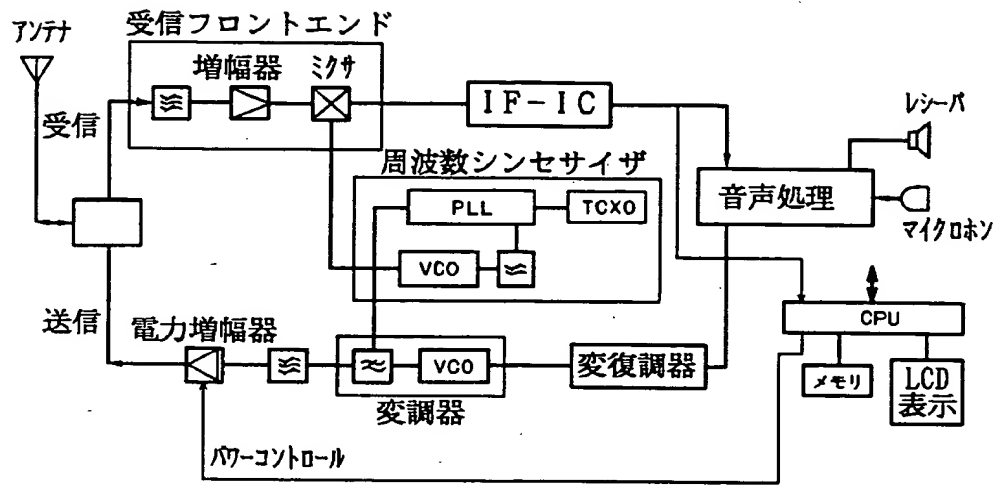 アンテナ
受信フロントエンド
増幅器
ミクサ
受信
IF-IC
レシーバ
周波数シンセサイザ
PLL
TCXO
音声処理
マイクロホン
VCO
送信
電力増幅器
CPU
VCO
変復調器
メモリ
LCD
表示
変調器
パワーコントロール